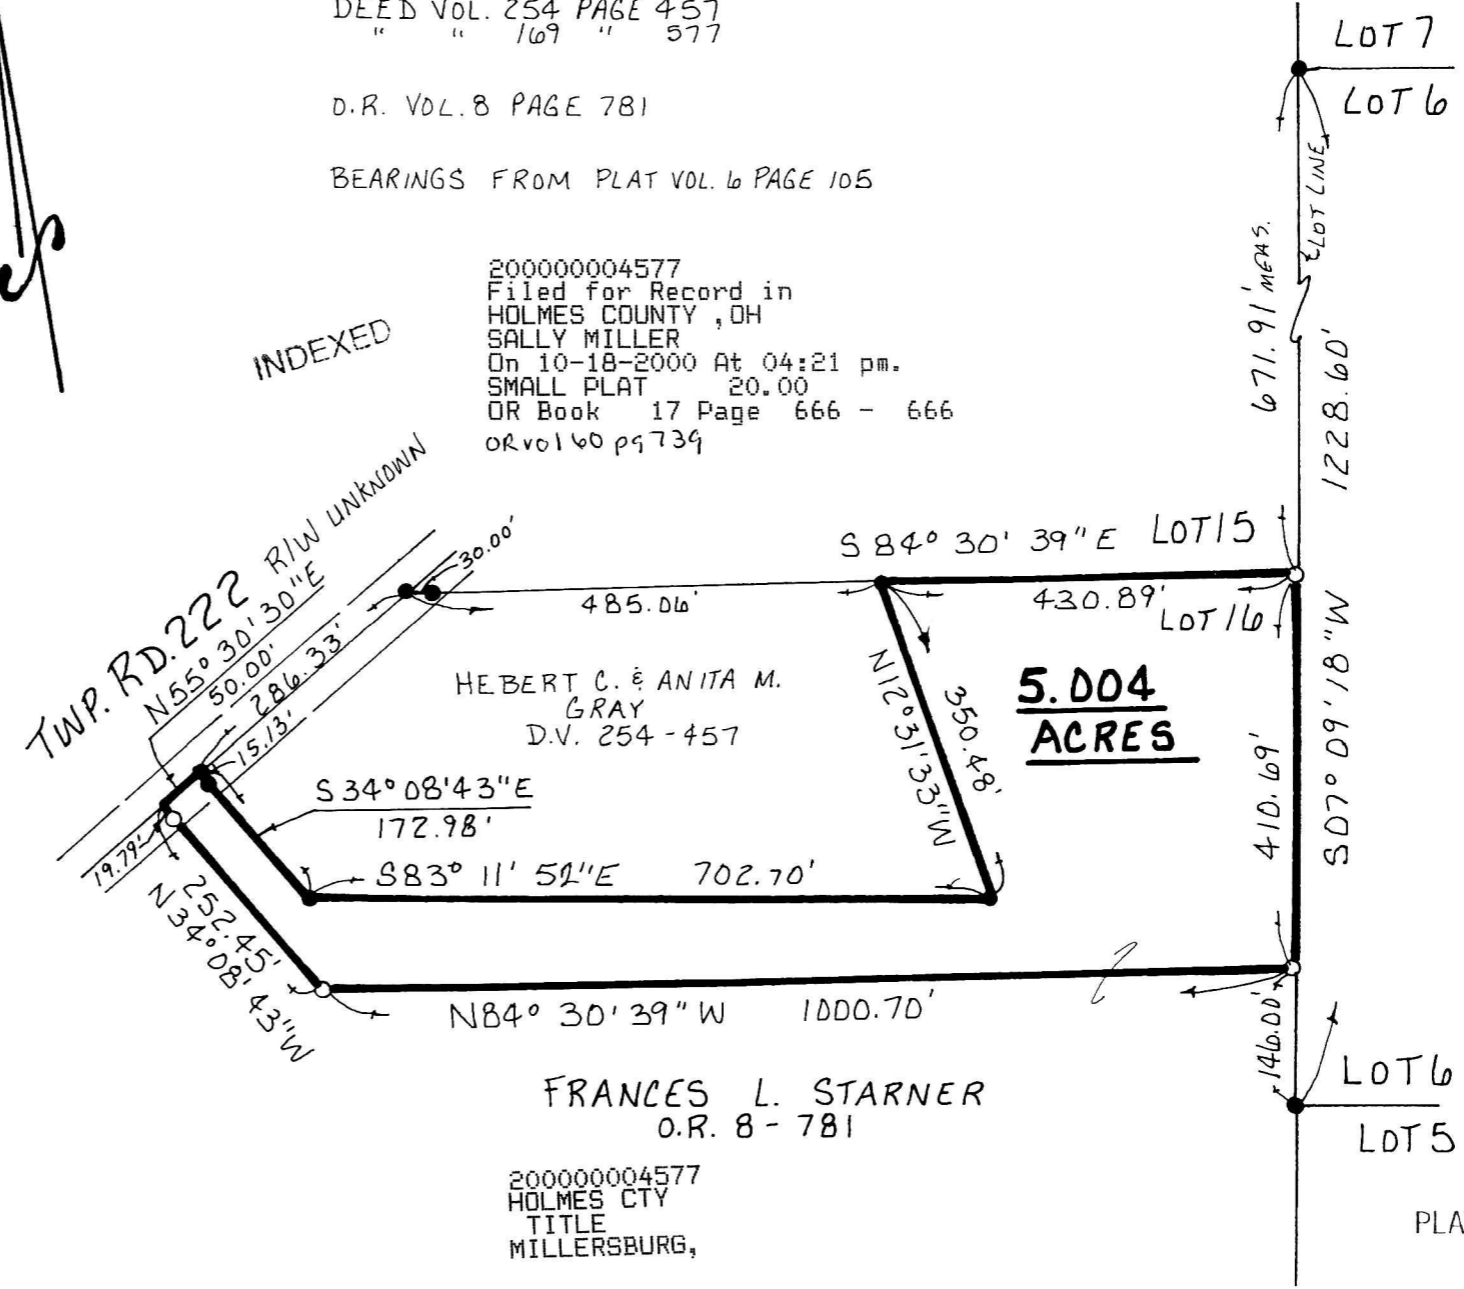 DEED VOL. 254 PAGE 457
" " 169 " 577
O.R. VOL. 8 PAGE 781
BEARINGS FROM PLAT VOL. 6 PAGE 105
200000004577
Filed for Record in
HOLMES COUNTY ,OH
SALLY MILLER
On 10-18-2000 At 04:21 pm.
SMALL PLAT 20.00
OR Book 17 Page 666 - 666
ORVOl 60 pg 739
INDEXED
LOT 7
LOT 6
LOT LINE
671.91' MEAS.
1228.60'
TWP. RD. 222 R/W UNKNOWN
N55° 30' 30"E
50.00'
286.33'
15.13'
30.00'
19.79'
485.06'
S 84° 30' 39"E LOT 15
430.89'
LOT 16
HEBERT C. & ANITA M.
GRAY
D.V. 254-457
N12°31'33"W
350.48'
5.004
ACRES
410.69'
S07° 09' 18"W
S34°08'43"E
172.98'
S83° 11' 52"E 702.70'
252.45'
N34°08'43"W
N84° 30' 39" W 1000.70'
146.00'
LOT 6
LOT 5
FRANCES L. STARNER
O.R. 8 - 781
200000004577
HOLMES CTY
TITLE
MILLERSBURG,
PLA